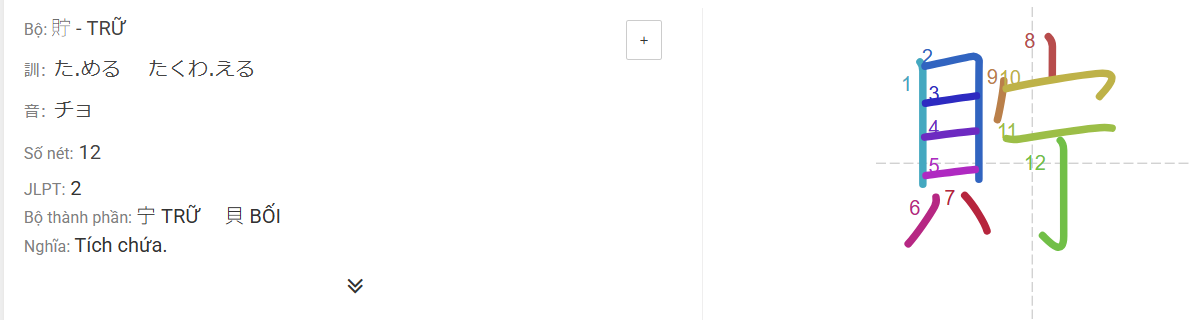 Bộ: 貯 - TRỮ
+
訓: た.める たくわ.える
音: チョ
Số nét: 12
JLPT: 2
Bộ thành phần: 宁 TRỮ 貝 BỐI
Nghĩa: Tích chứa.
貯
1
2
3
4
5
6
7
8
9
10
11
12